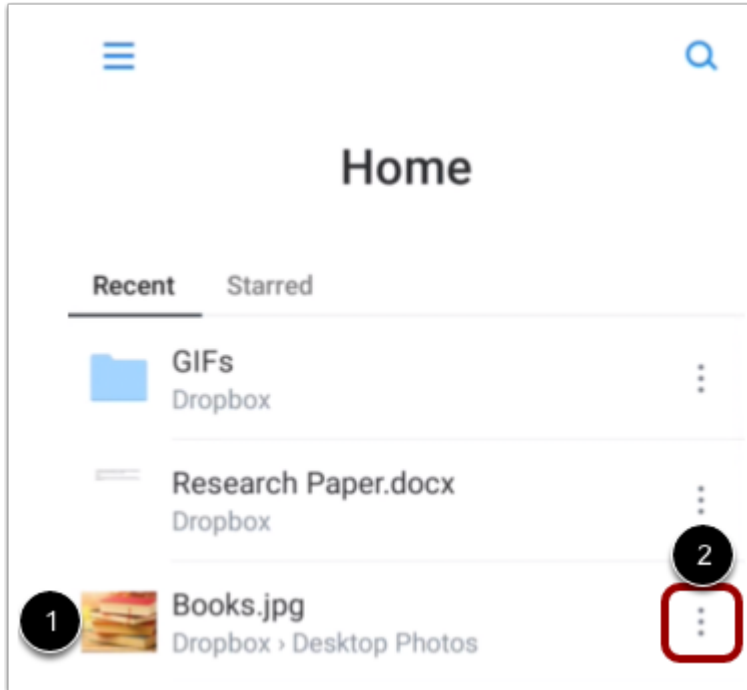 Home
Recent Starred
GIFs
Dropbox
Research Paper.docx
Dropbox
2
1
Books.jpg
Dropbox › Desktop Photos